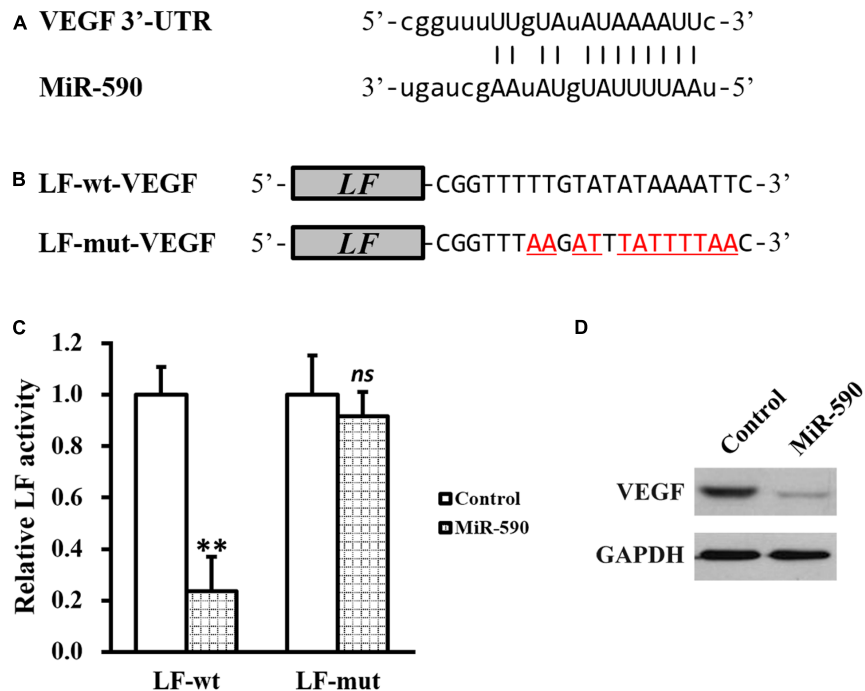 A
VEGF 3’-UTR 5’-cgguuuUUgUAuAUAAAAUUc-3’
MiR-590 3’-ugaucgAAuAUgUAUUUUAAu-5’
B
LF-wt-VEGF 5’- LF -CGGTTTTTGTATATAAAATTC-3’
LF-mut-VEGF 5’- LF -CGGTTTAAGATTTATTTTAAC-3’
C
Relative LF activity
1.2
1.0
0.8
0.6
0.4
0.2
0.0
**
ns
LF-wt
LF-mut
Control
MiR-590
D
Control
MiR-590
VEGF
GAPDH